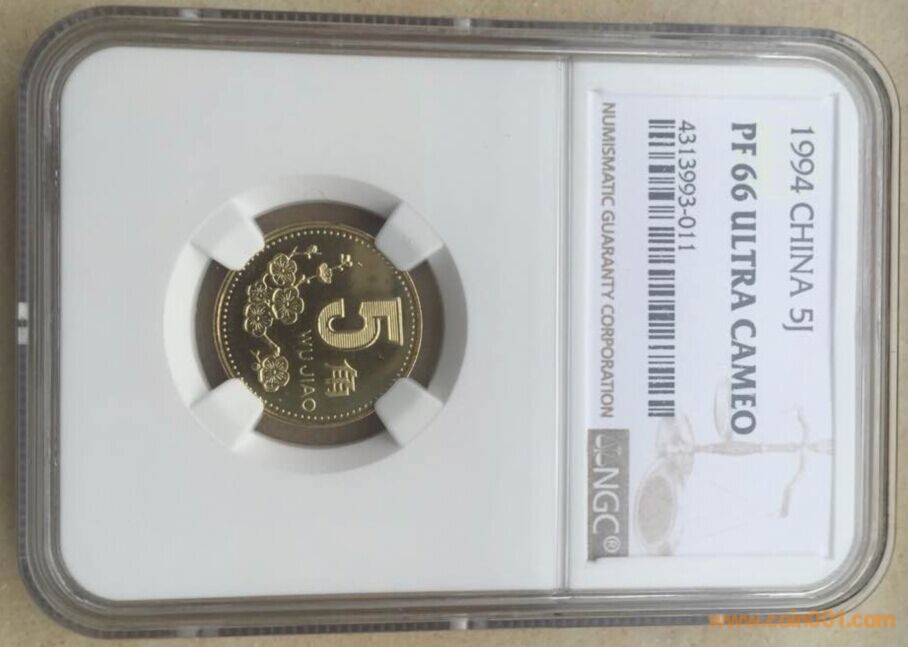 1994 CHINA 5J
PF 66 ULTRA CAMEO
4313993-011
NUMISMATIC GUARANTY CORPORATION
NGC®
5角
WU JIAO
www.coin001.com